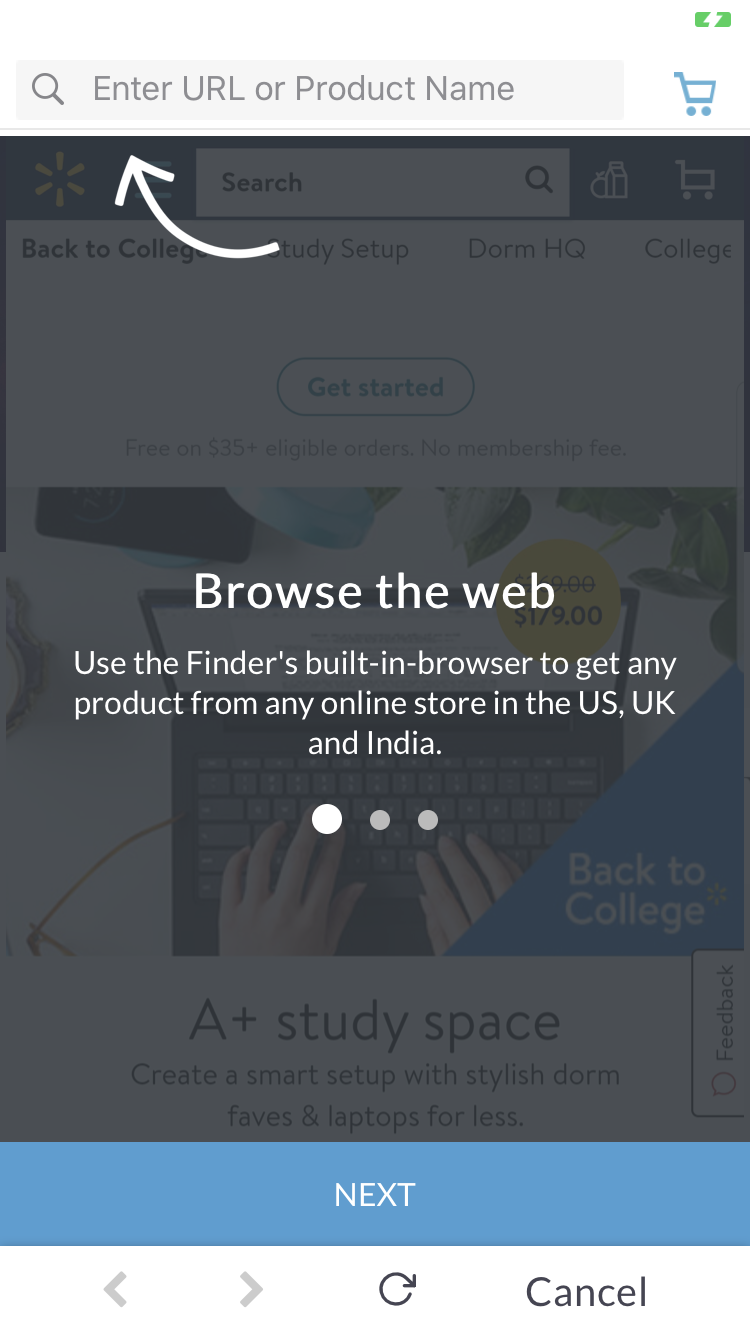 Enter URL or Product Name
Search
Back to College Study Setup Dorm HQ College
Get started
Free on $35+ eligible orders. No membership fee.
$269.00
Browse the web
$179.00
Use the Finder's built-in-browser to get any
product from any online store in the US, UK
and India.
Back to
College
Feedback
A+ study space
Create a smart setup with stylish dorm
faves & laptops for less.
NEXT
Cancel